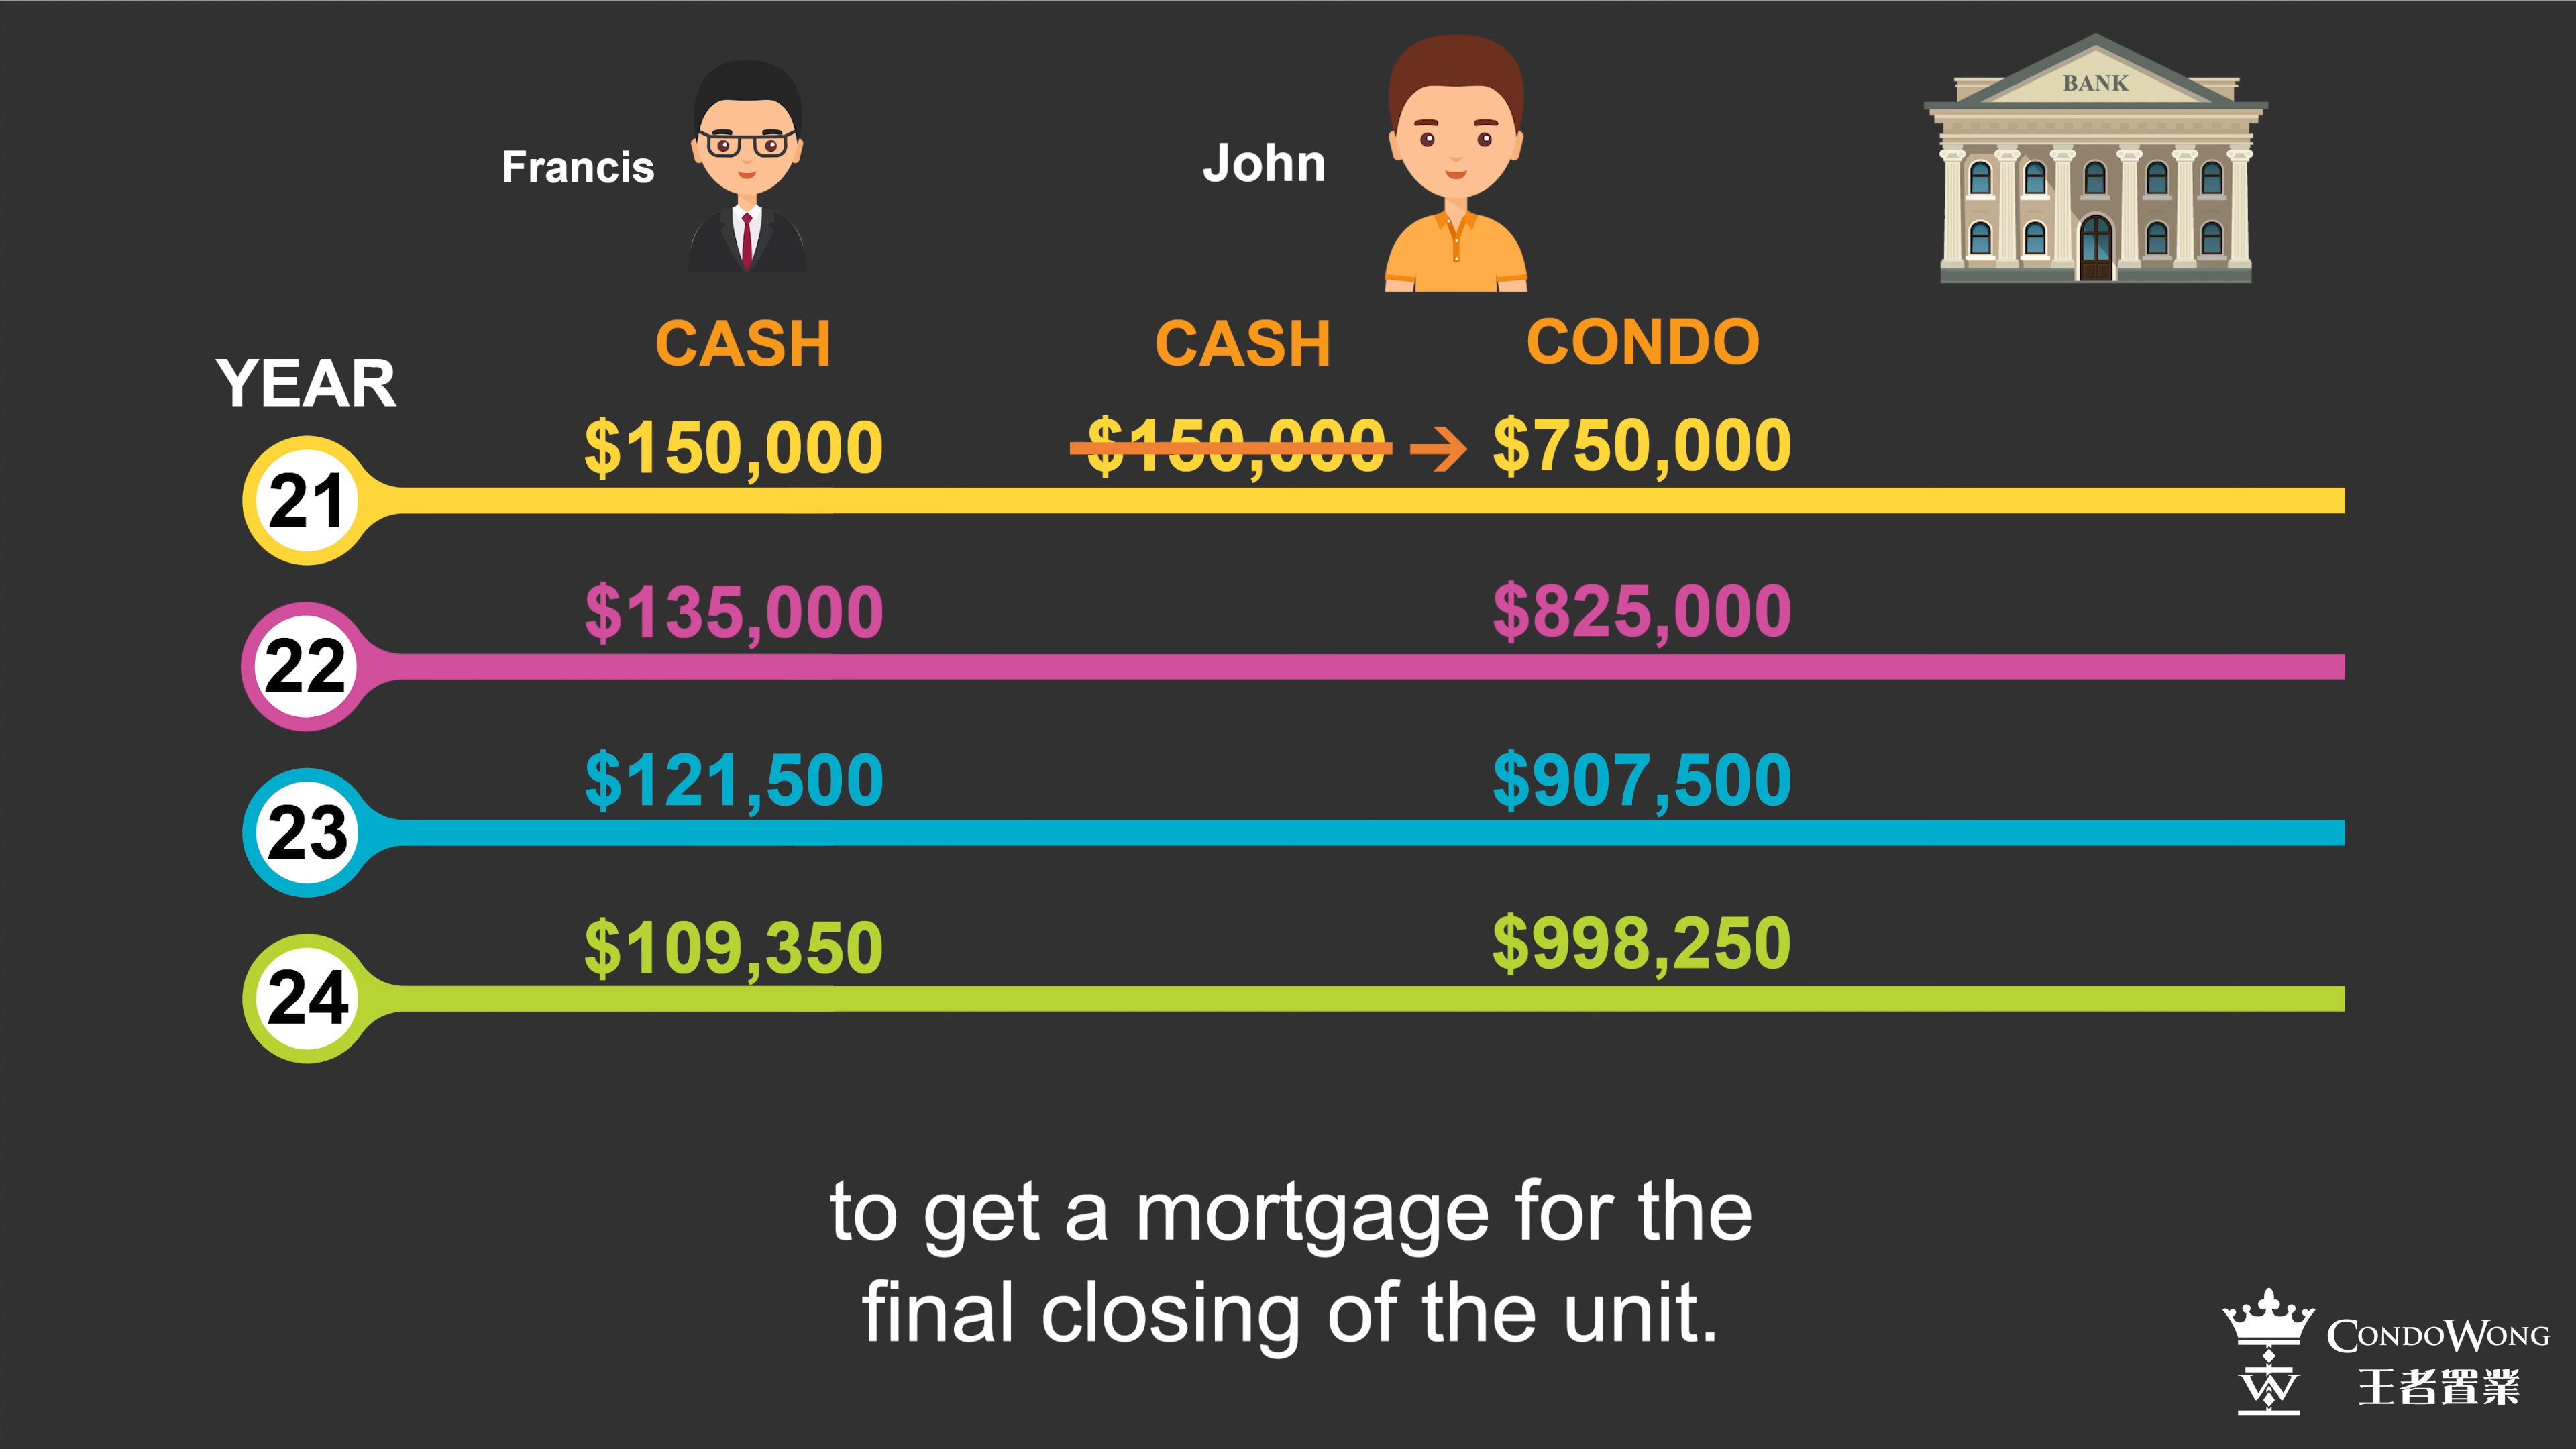 BANK
Francis
John
CASH
CASH
CONDO
YEAR
$150,000
$150,000
$750,000
21
$135,000
$825,000
22
$121,500
$907,500
23
$109,350
$998,250
24
to get a mortgage for the
final closing of the unit.
CONDOWONG
王者置業